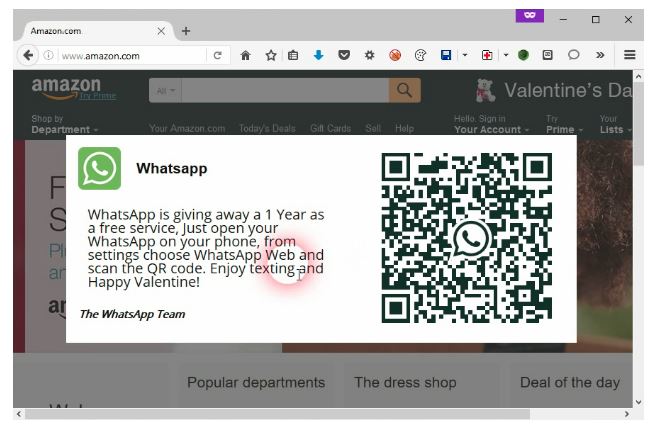 Amazon.com
www.amazon.com
amazon
Try Prime
All
Valentine's Da
Shop by
Department
Your Amazon.com Today's Deals Gift Cards Sell Help
Hello. Sign in
Your Account
Try
Prime
Your
Lists
Whatsapp
WhatsApp is giving away a 1 Year as
a free service, Just open your
WhatsApp on your phone, from
settings choose WhatsApp Web and
scan the QR code. Enjoy texting and
Happy Valentine!
The WhatsApp Team
F
S
Pl
an
Popular departments
The dress shop
Deal of the day